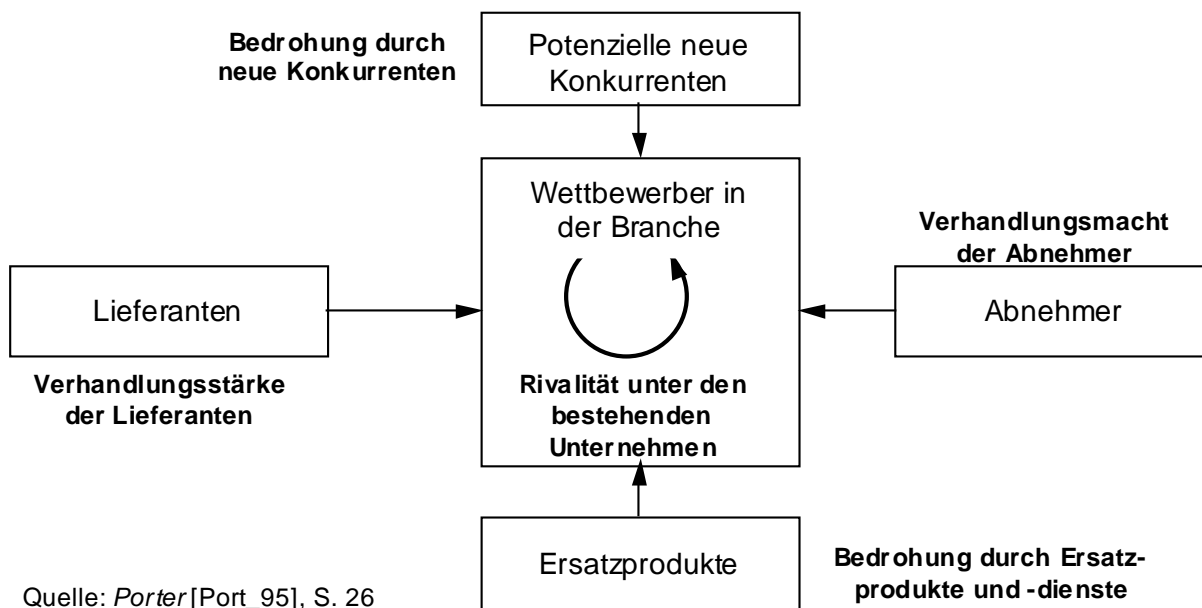 Bedrohung durch
neue Konkurrenten
Potenzielle neue
Konkurrenten
Wettbewerber in
der Branche
Verhandlungsmacht
der Abnehmer
Lieferanten
Abnehmer
Verhandlungsstärke
der Lieferanten
Rivalität unter den
bestehenden
Unternehmen
Ersatzprodukte
Bedrohung durch Ersatz-
produkte und -dienste
Quelle: Porter [Port_95], S. 26